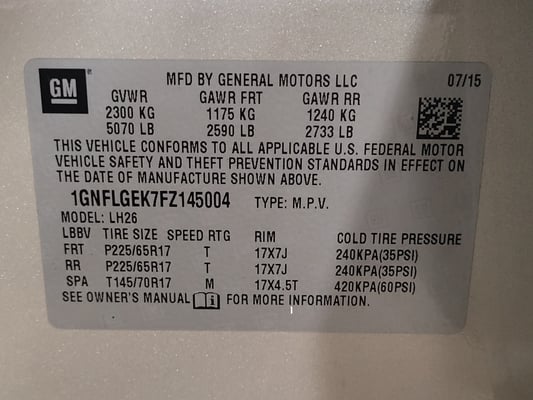 GM MFD BY GENERAL MOTORS LLC 07/15
GVWR GAWR FRT GAWR RR
2300 KG 1175 KG 1240 KG
5070 LB 2590 LB 2733 LB
THIS VEHICLE CONFORMS TO ALL APPLICABLE U.S. FEDERAL MOTOR
VEHICLE SAFETY AND THEFT PREVENTION STANDARDS IN EFFECT ON
THE DATE OF MANUFACTURE SHOWN ABOVE.
1GNFLGEK7FZ145004 TYPE: M.P.V.
MODEL: LH26
LBBV TIRE SIZE SPEED RTG RIM COLD TIRE PRESSURE
FRT P225/65R17 T 17X7J 240KPA(35PSI)
RR P225/65R17 T 17X7J 240KPA(35PSI)
SPA T145/70R17 M 17X4.5T 420KPA(60PSI)
SEE OWNER'S MANUAL FOR MORE INFORMATION.